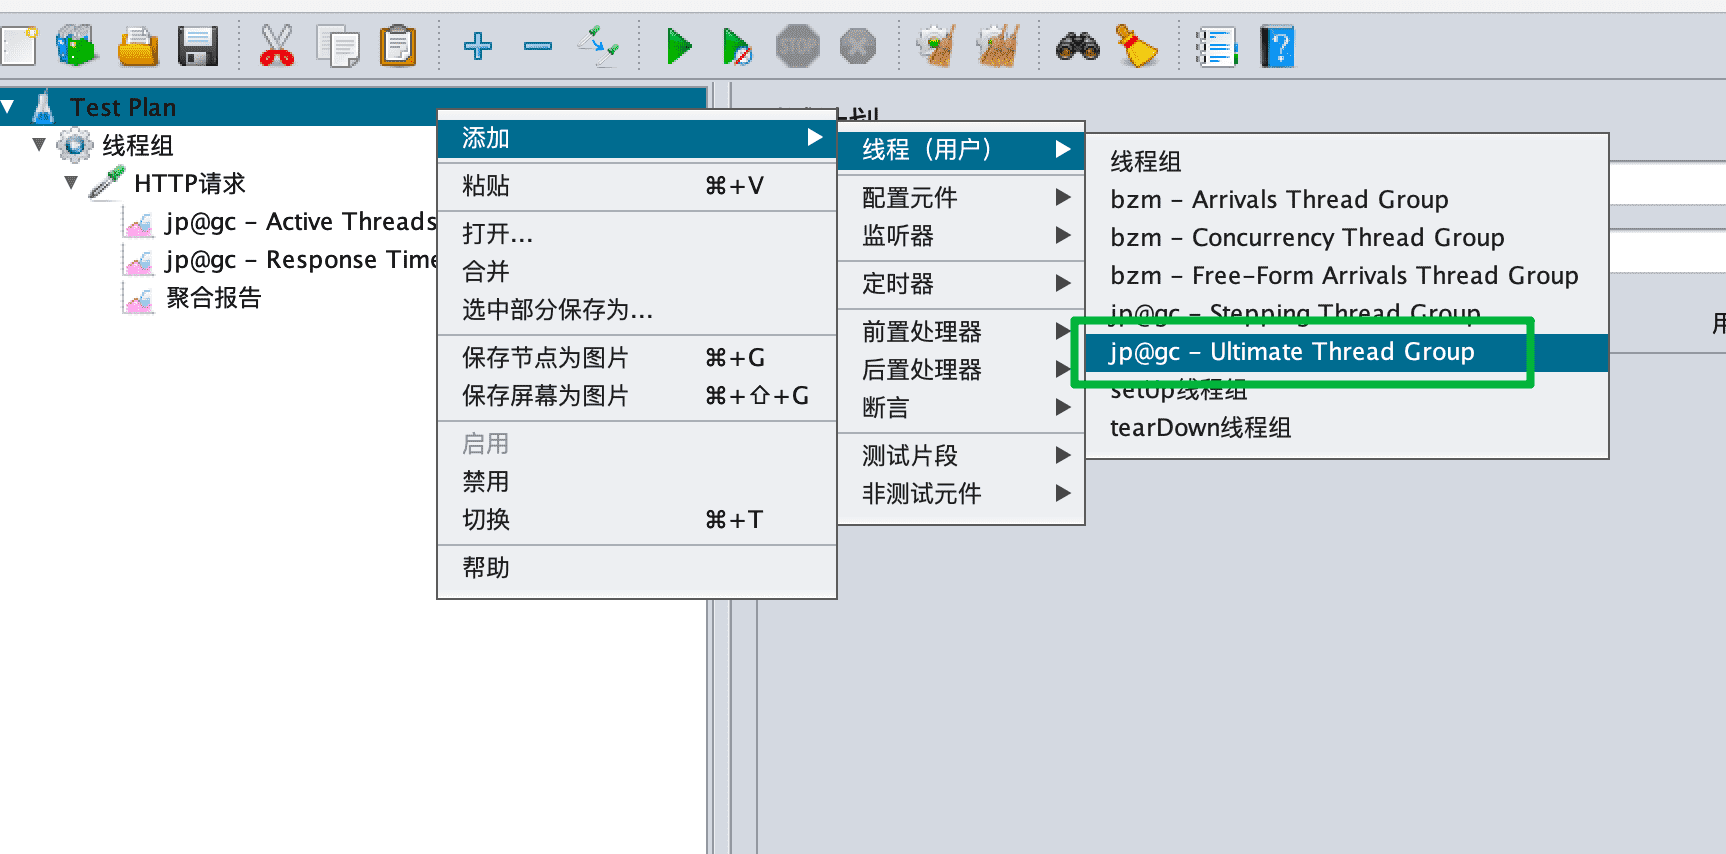 STOP
Test Plan
线程组
HTTP请求
jp@gc - Active Threads
jp@gc - Response Time
聚合报告
添加
粘贴 ⌘+V
打开...
合并
选中部分保存为...
保存节点为图片 ⌘+G
保存屏幕为图片 ⌘+⇧+G
启用
禁用
切换 ⌘+T
帮助
线程（用户）
配置元件
监听器
定时器
前置处理器
后置处理器
断言
测试片段
非测试元件
线程组
bzm - Arrivals Thread Group
bzm - Concurrency Thread Group
bzm - Free-Form Arrivals Thread Group
jp@gc - Stepping Thread Group
jp@gc - Ultimate Thread Group
setUp线程组
tearDown线程组